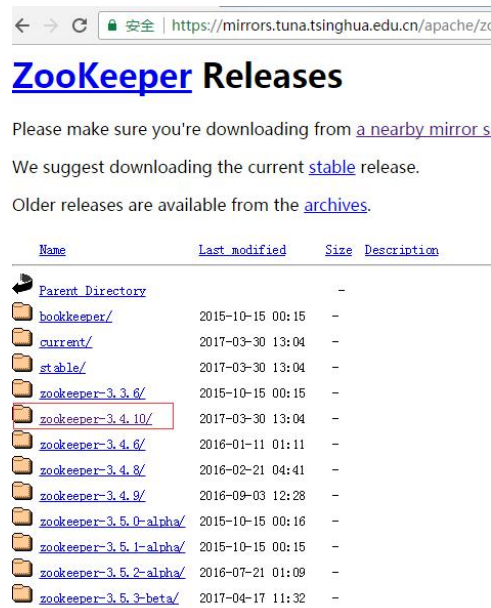 安全 | https://mirrors.tuna.tsinghua.edu.cn/apache/zo
ZooKeeper Releases
Please make sure you're downloading from a nearby mirror s
We suggest downloading the current stable release.
Older releases are available from the archives.
Name Last modified Size Description
Parent Directory -
bookkeeper/ 2015-10-15 00:15 -
current/ 2017-03-30 13:04 -
stable/ 2017-03-30 13:04 -
zookeeper-3.3.6/ 2015-10-15 00:15 -
zookeeper-3.4.10/ 2017-03-30 13:04 -
zookeeper-3.4.6/ 2016-01-11 01:11 -
zookeeper-3.4.8/ 2016-02-21 04:41 -
zookeeper-3.4.9/ 2016-09-03 12:28 -
zookeeper-3.5.0-alpha/ 2015-10-15 00:16 -
zookeeper-3.5.1-alpha/ 2015-10-15 00:15 -
zookeeper-3.5.2-alpha/ 2016-07-21 01:09 -
zookeeper-3.5.3-beta/ 2017-04-17 11:32 -